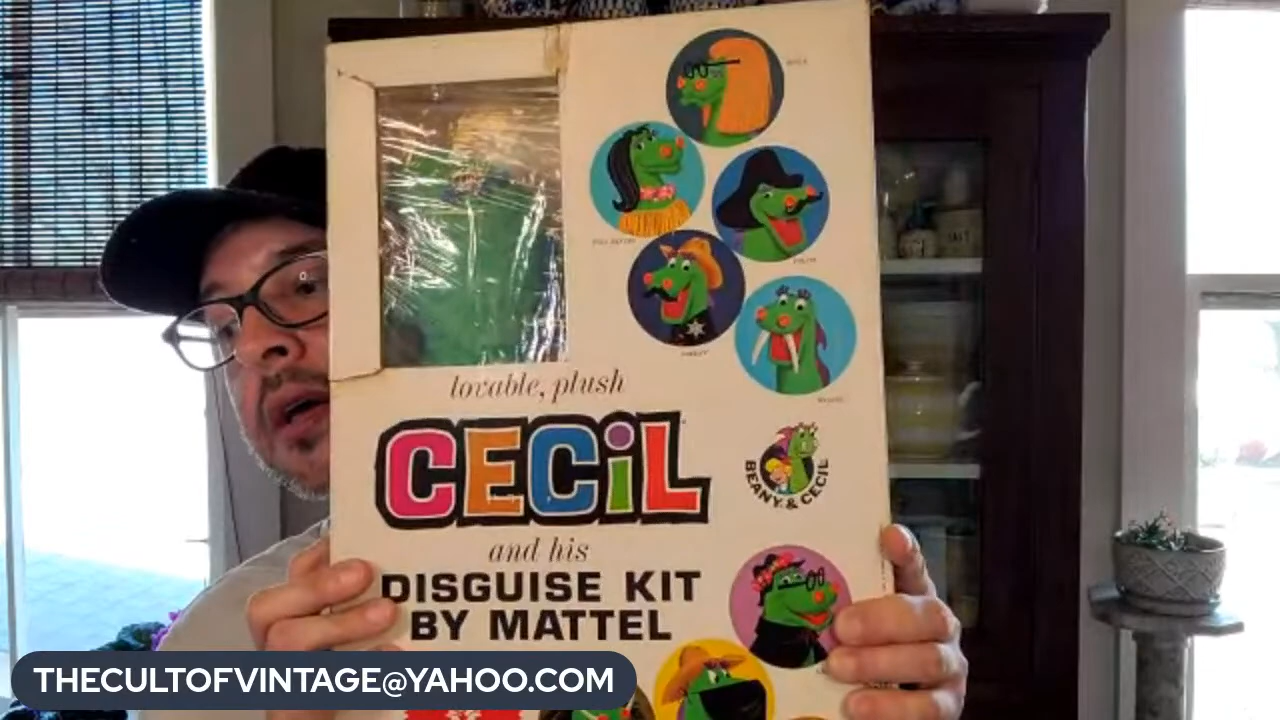 lovable, plush
CECiL
BEANY & CECIL
and his
DISGUISE KIT
BY MATTEL
THECULTOFVINTAGE@YAHOO.COM